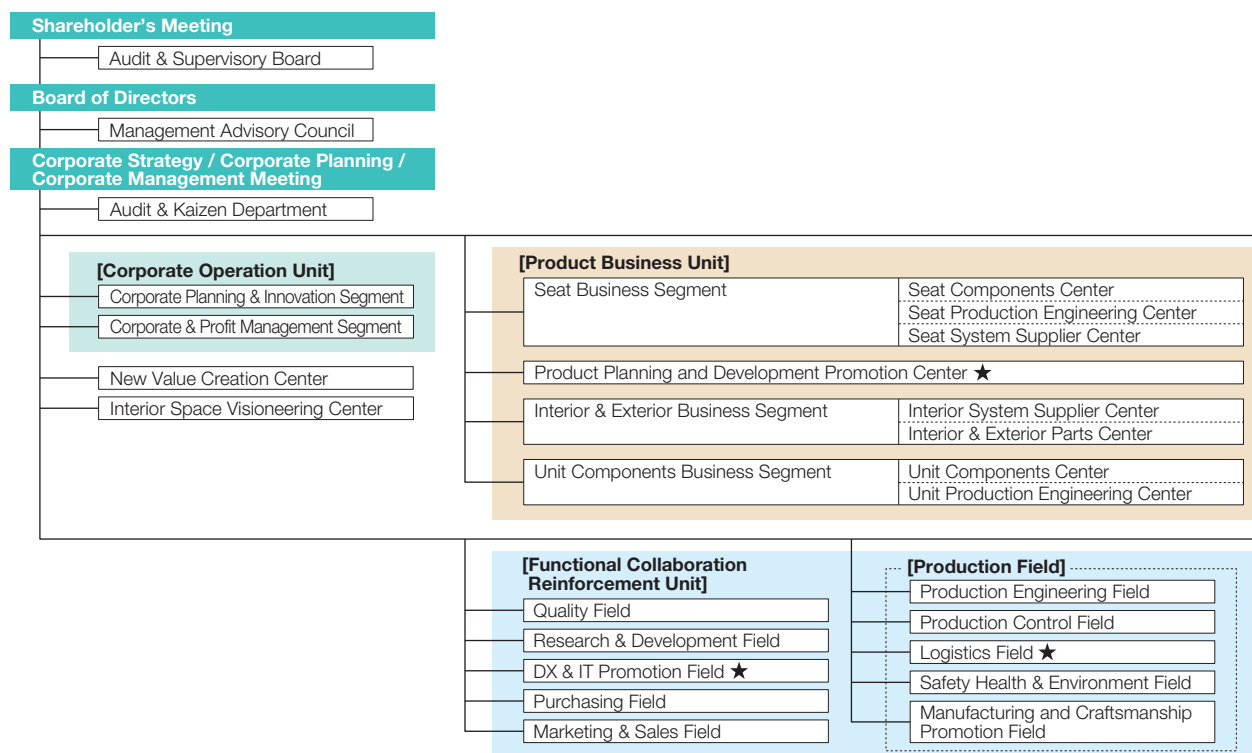 Shareholder's Meeting
Audit & Supervisory Board
Board of Directors
Management Advisory Council
Corporate Strategy / Corporate Planning /
Corporate Management Meeting
Audit & Kaizen Department
[Corporate Operation Unit]
Corporate Planning & Innovation Segment
Corporate & Profit Management Segment
New Value Creation Center
Interior Space Visioneering Center
[Product Business Unit]
Seat Business Segment
Seat Components Center
Seat Production Engineering Center
Seat System Supplier Center
Product Planning and Development Promotion Center ★
Interior & Exterior Business Segment
Interior System Supplier Center
Interior & Exterior Parts Center
Unit Components Business Segment
Unit Components Center
Unit Production Engineering Center
[Functional Collaboration
Reinforcement Unit]
Quality Field
Research & Development Field
DX & IT Promotion Field ★
Purchasing Field
Marketing & Sales Field
[Production Field]
Production Engineering Field
Production Control Field
Logistics Field ★
Safety Health & Environment Field
Manufacturing and Craftsmanship
Promotion Field